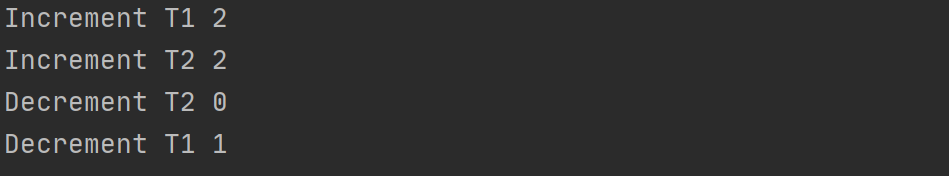 Increment T1 2
Increment T2 2
Decrement T2 0
Decrement T1 1